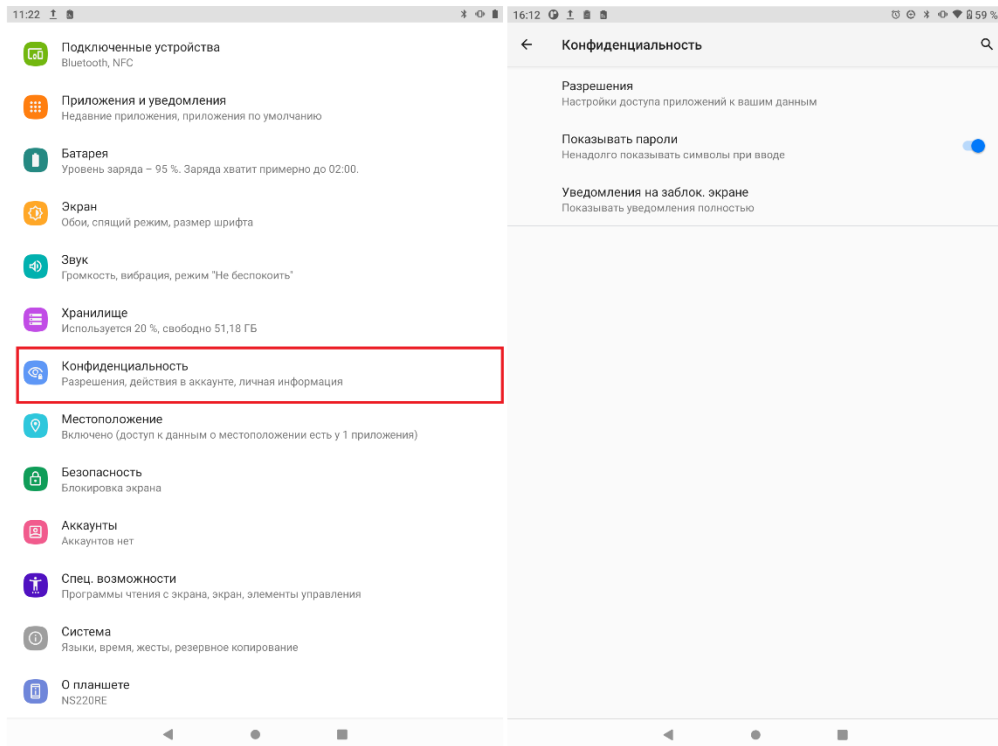 11:22
Подключенные устройства
Bluetooth, NFC
Приложения и уведомления
Недавние приложения, приложения по умолчанию
Батарея
Уровень заряда – 95 %. Заряда хватит примерно до 02:00.
Экран
Обои, спящий режим, размер шрифта
Звук
Громкость, вибрация, режим "Не беспокоить"
Хранилище
Используется 20 %, свободно 51,18 ГБ
Конфиденциальность
Разрешения, действия в аккаунте, личная информация
Местоположение
Включено (доступ к данным о местоположении есть у 1 приложения)
Безопасность
Блокировка экрана
Аккаунты
Аккаунтов нет
Спец. возможности
Программы чтения с экрана, экран, элементы управления
Система
Языки, время, жесты, резервное копирование
О планшете
NS220RE
16:12
59 %
Конфиденциальность
Разрешения
Настройки доступа приложений к вашим данным
Показывать пароли
Ненадолго показывать символы при вводе
Уведомления на заблок. экране
Показывать уведомления полностью